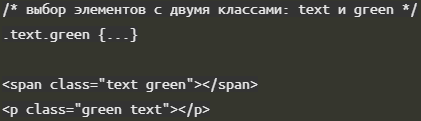 /* выбор элементов с двумя классами: text и green */
.text.green {...}
<span class="text green"></span>
<p class="green text"></p>